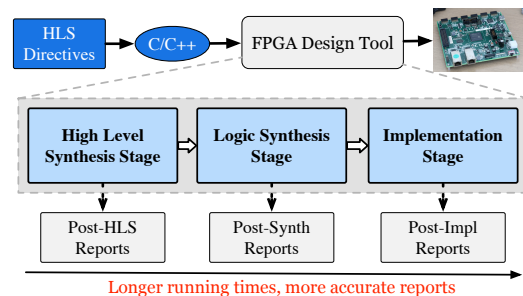 HLS
Directives
C/C++
FPGA Design Tool
High Level
Synthesis Stage
Logic Synthesis
Stage
Implementation
Stage
Post-HLS
Reports
Post-Synth
Reports
Post-Impl
Reports
Longer running times, more accurate reports